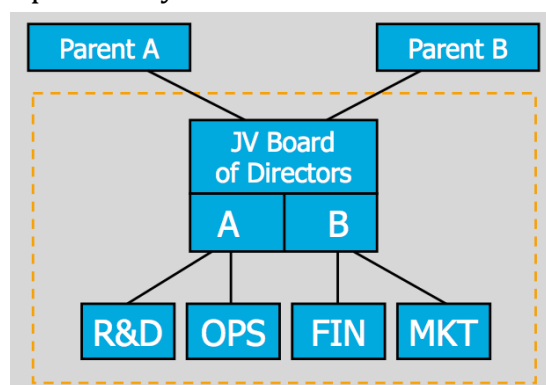 Parent A
Parent B
JV Board
of Directors
A
B
R&D
OPS
FIN
MKT